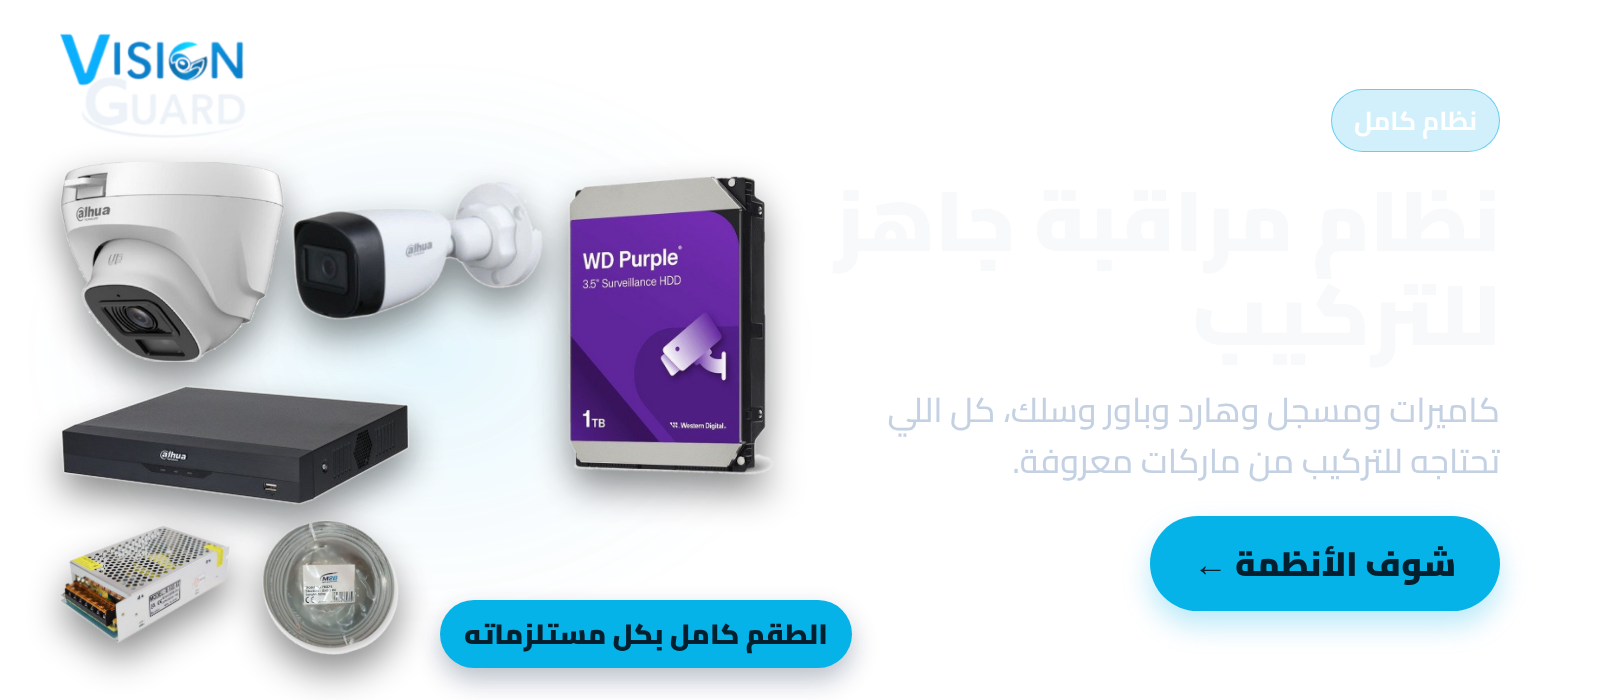 VISION
GUARD
نظام كامل
نظام مراقبة جاهز
للتركيب
كاميرات ومسجل وهارد وباور وسلك، كل اللي
تحتاجه للتركيب من ماركات معروفة.
شوف الأنظمة ←
alhua
alhua
WD Purple®
3.5" Surveillance HDD
1TB
Western Digital.
alhua
الطقم كامل بكل مستلزماته